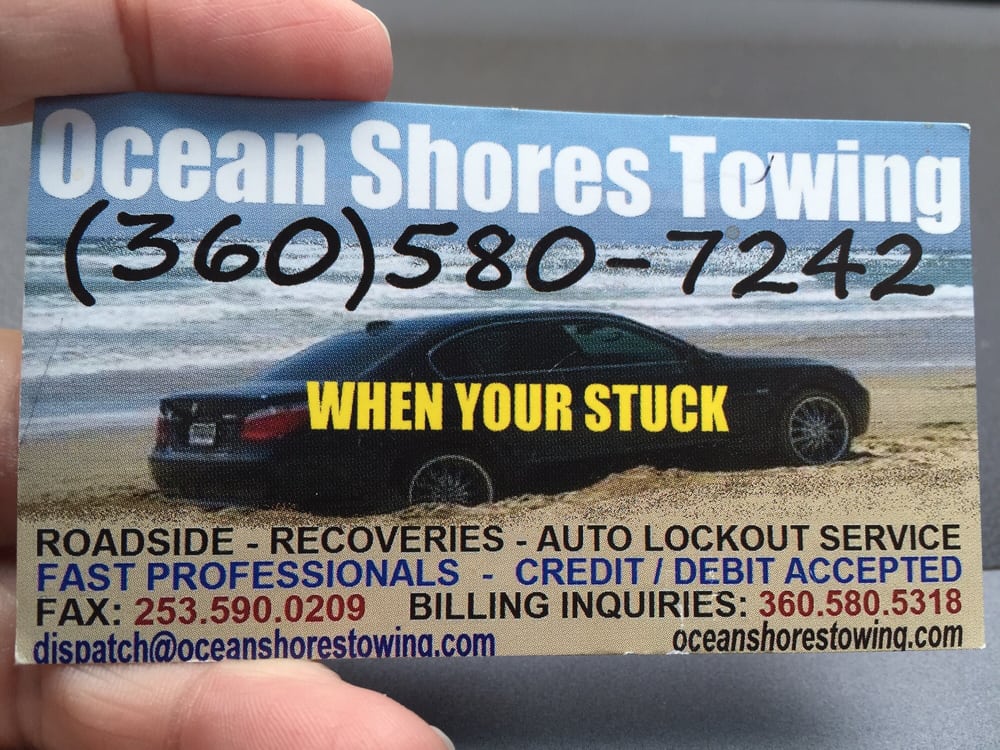 Ocean Shores Towing
(360)580-7242
WHEN YOUR STUCK
ROADSIDE - RECOVERIES - AUTO LOCKOUT SERVICE
FAST PROFESSIONALS - CREDIT / DEBIT ACCEPTED
FAX: 253.590.0209 BILLING INQUIRIES: 360.580.5318
dispatch@oceanshorestowing.com oceanshorestowing.com